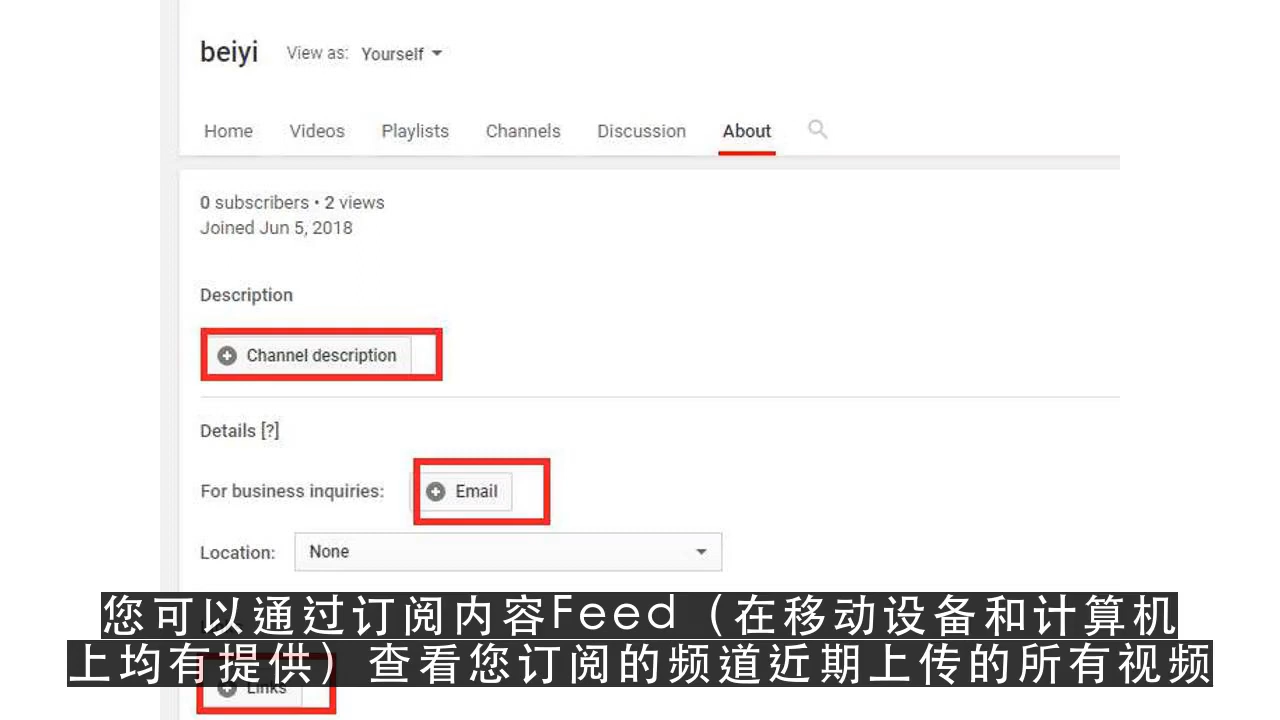 beiyi View as: Yourself
Home Videos Playlists Channels Discussion About
0 subscribers • 2 views
Joined Jun 5, 2018
Description
Channel description
Details [?]
For business inquiries: Email
Location: None
您可以通过订阅内容Feed（在移动设备和计算机
上均有提供）查看您订阅的频道近期上传的所有视频
Links